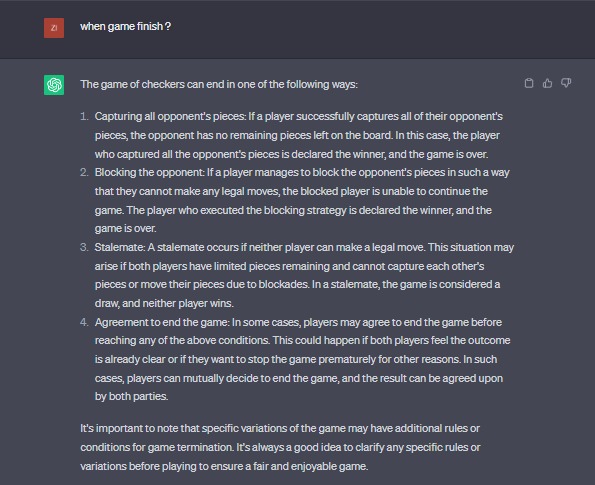 ZI
when game finish ?
The game of checkers can end in one of the following ways:
1. Capturing all opponent's pieces: If a player successfully captures all of their opponent's
pieces, the opponent has no remaining pieces left on the board. In this case, the player
who captured all the opponent's pieces is declared the winner, and the game is over.
2. Blocking the opponent: If a player manages to block the opponent's pieces in such a way
that they cannot make any legal moves, the blocked player is unable to continue the
game. The player who executed the blocking strategy is declared the winner, and the
game is over.
3. Stalemate: A stalemate occurs if neither player can make a legal move. This situation may
arise if both players have limited pieces remaining and cannot capture each other's
pieces or move their pieces due to blockades. In a stalemate, the game is considered a
draw, and neither player wins.
4. Agreement to end the game: In some cases, players may agree to end the game before
reaching any of the above conditions. This could happen if both players feel the outcome
is already clear or if they want to stop the game prematurely for other reasons. In such
cases, players can mutually decide to end the game, and the result can be agreed upon
by both parties.
It's important to note that specific variations of the game may have additional rules or
conditions for game termination. It's always a good idea to clarify any specific rules or
variations before playing to ensure a fair and enjoyable game.